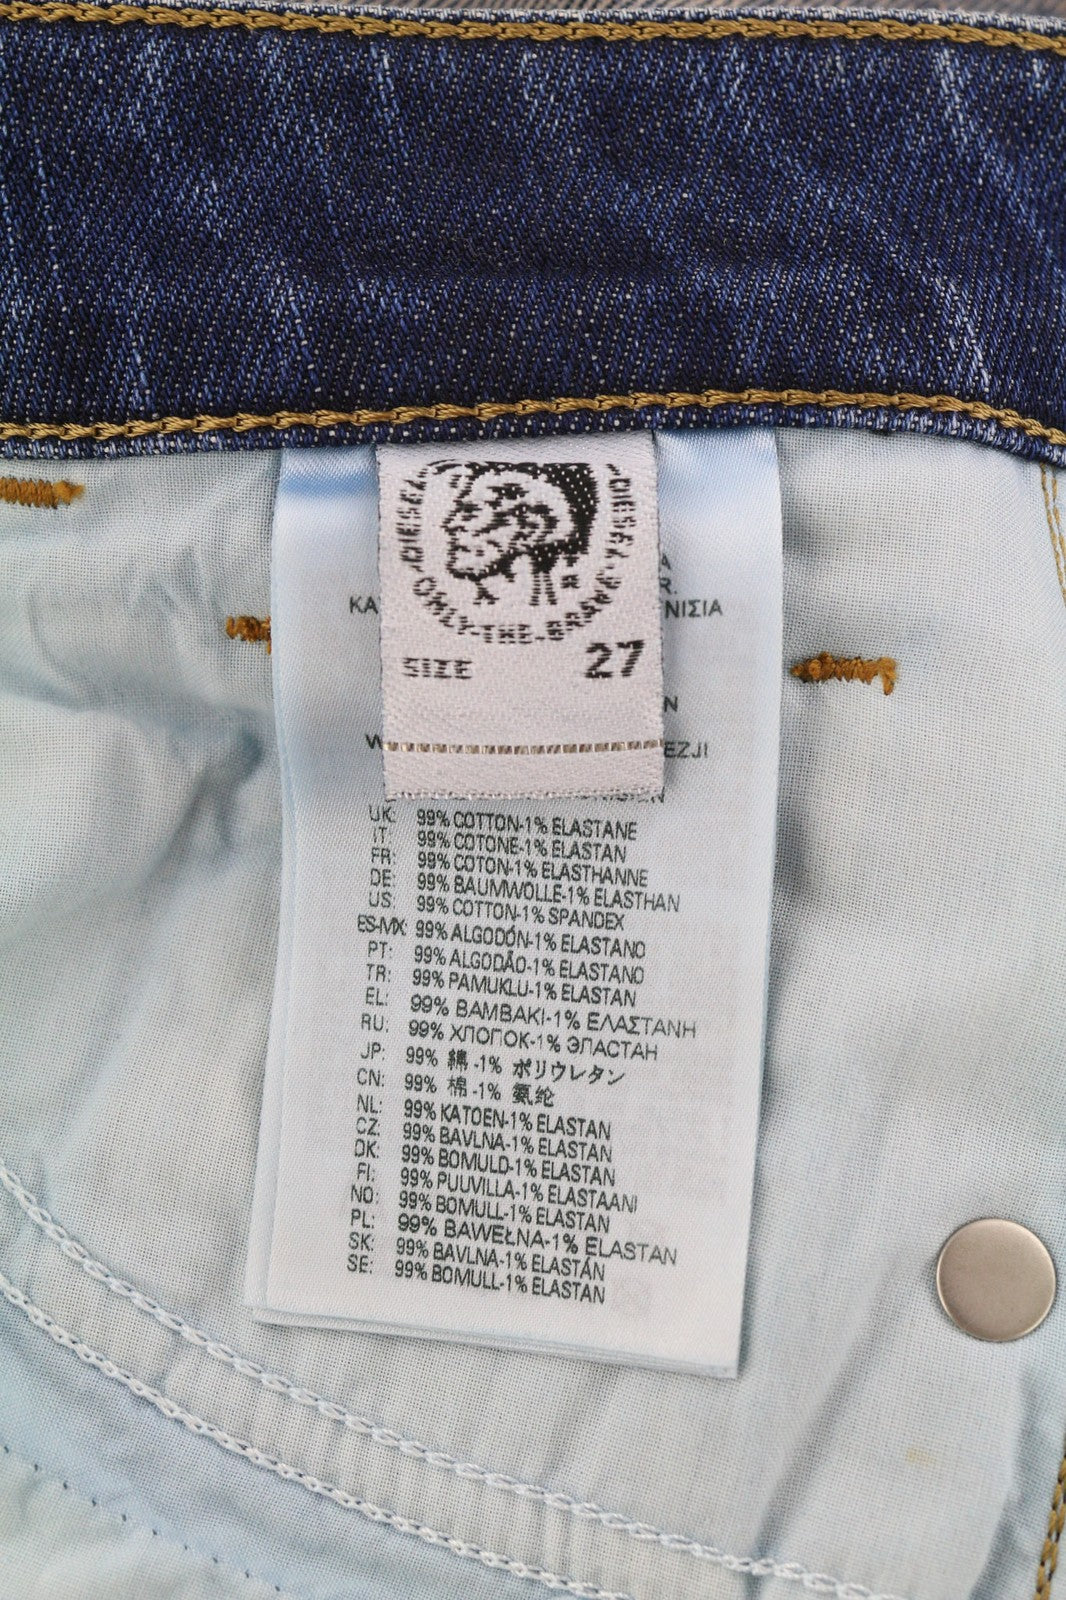 DIESEL
DIESEL
ONLY-THE-BRAVE
R
SIZE 27
A
R.
KA
ΝΙΣΙΑ
N
W
EZJI
UK: 99% COTTON-1% ELASTANE
IT: 99% COTONE-1% ELASTAN
FR: 99% COTON-1% ELASTHANNE
DE: 99% BAUMWOLLE-1% ELASTHAN
US: 99% COTTON-1% SPANDEX
ES-MX: 99% ALGODÓN-1% ELASTANO
PT: 99% ALGODÃO-1% ELASTANO
TR: 99% PAMUKLU-1% ELASTAN
EL: 99% ΒΑΜΒΑΚΙ-1% ΕΛΑΣΤΑΝΗ
RU: 99% ХЛОПОК-1% ЭЛАСТАН
JP: 99% 綿 -1% ポリウレタン
CN: 99% 棉 -1% 氨纶
NL: 99% KATOEN-1% ELASTAN
CZ: 99% BAVLNA-1% ELASTAN
DK: 99% BOMULD-1% ELASTAN
FI: 99% PUUVILLA-1% ELASTAANI
NO: 99% BOMULL-1% ELASTAN
PL: 99% BAWEŁNA-1% ELASTAN
SK: 99% BAVLNA-1% ELASTÁN
SE: 99% BOMULL-1% ELASTAN